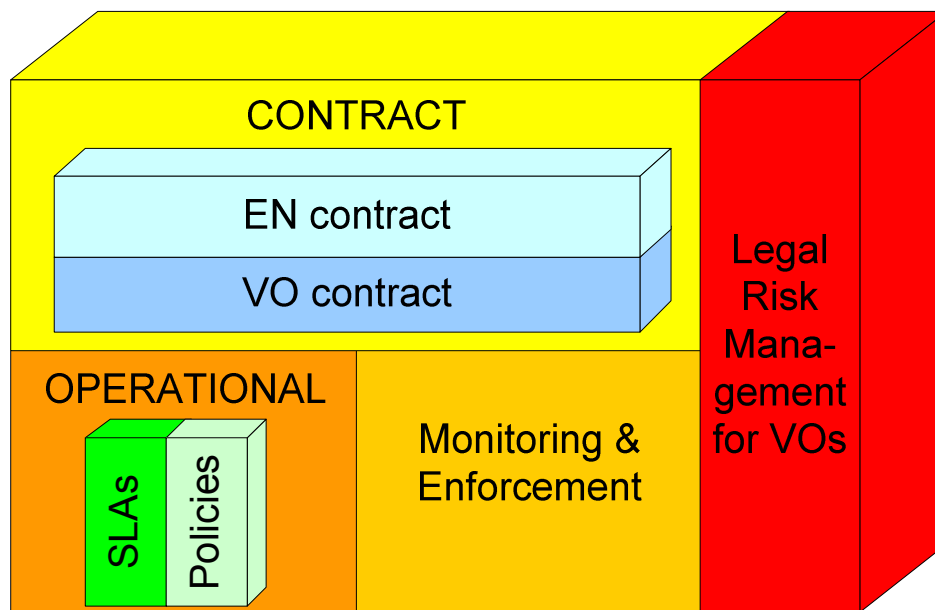 CONTRACT
EN contract
VO contract
Legal
Risk
Mana-
gement
for VOs
OPERATIONAL
SLAs
Policies
Monitoring &
Enforcement